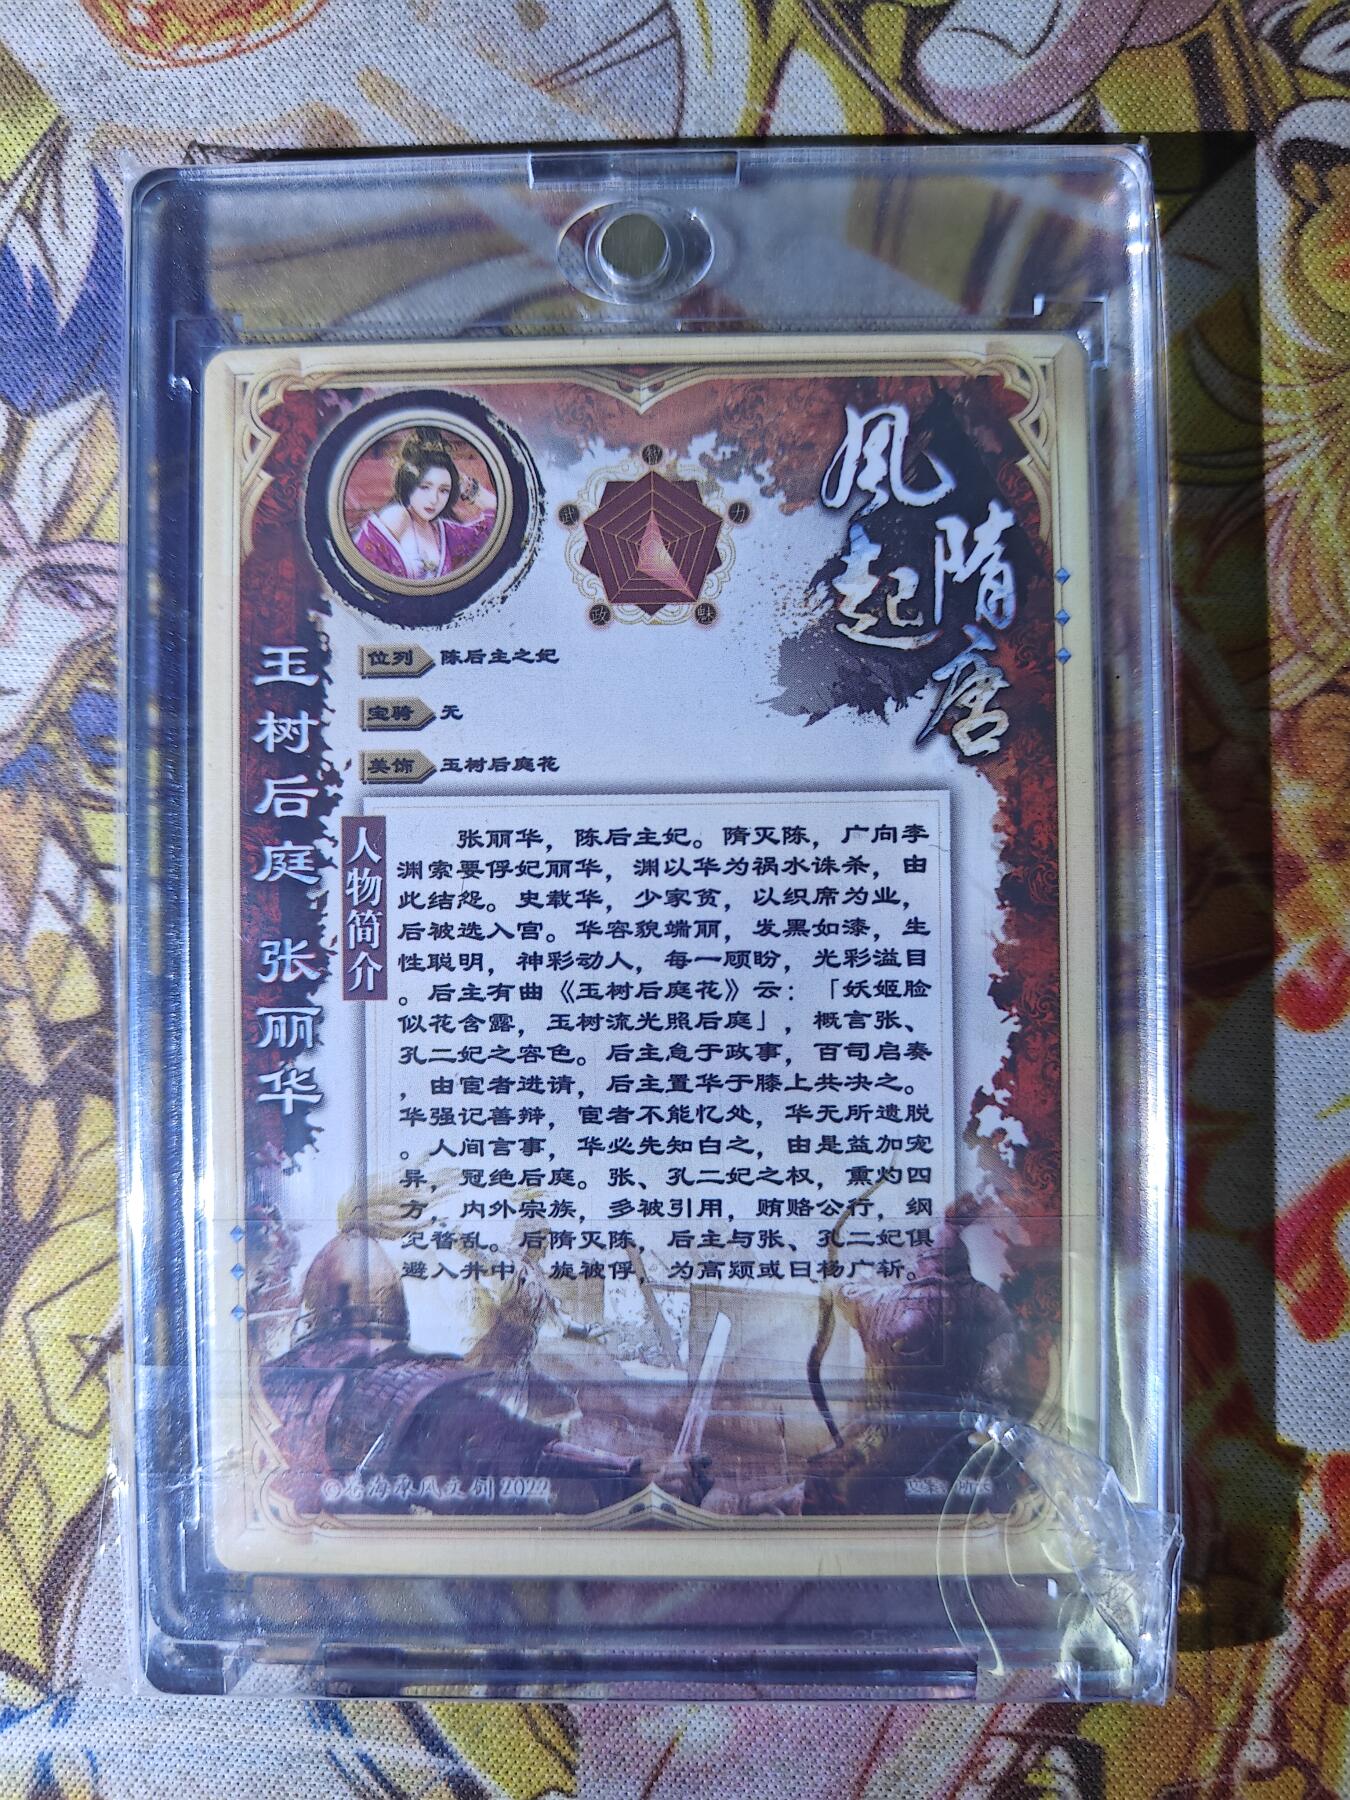 风起
隋唐
智
力
魅
政
武
位列 陈后主之妃
宝骑 无
美饰 玉树后庭花
玉树后庭 张丽华
人物简介
张丽华，陈后主妃。隋灭陈，广向李
渊索要俘妃丽华，渊以华为祸水诛杀，由
此结怨。史载华，少家贫，以织席为业，
后被选入宫。华容貌端丽，发黑如漆，生
性聪明，神彩动人，每一顾盼，光彩溢目
。后主有曲《玉树后庭花》云：「妖姬脸
似花含露，玉树流光照后庭」，概言张、
孔二妃之容色。后主怠于政事，百司启奏
，由宦者进请，后主置华于膝上共决之。
华强记善辩，宦者不能忆处，华无所遗脱
。人间言事，华必先知白之，由是益加宠
异，冠绝后庭。张、孔二妃之权，熏灼四
方，内外宗族，多被引用，贿赂公行，纲
纪瞀乱。后隋灭陈，后主与张、孔二妃俱
避入井中，旋被俘，为高颎或曰杨广斩。
©沧海承风文创 2022